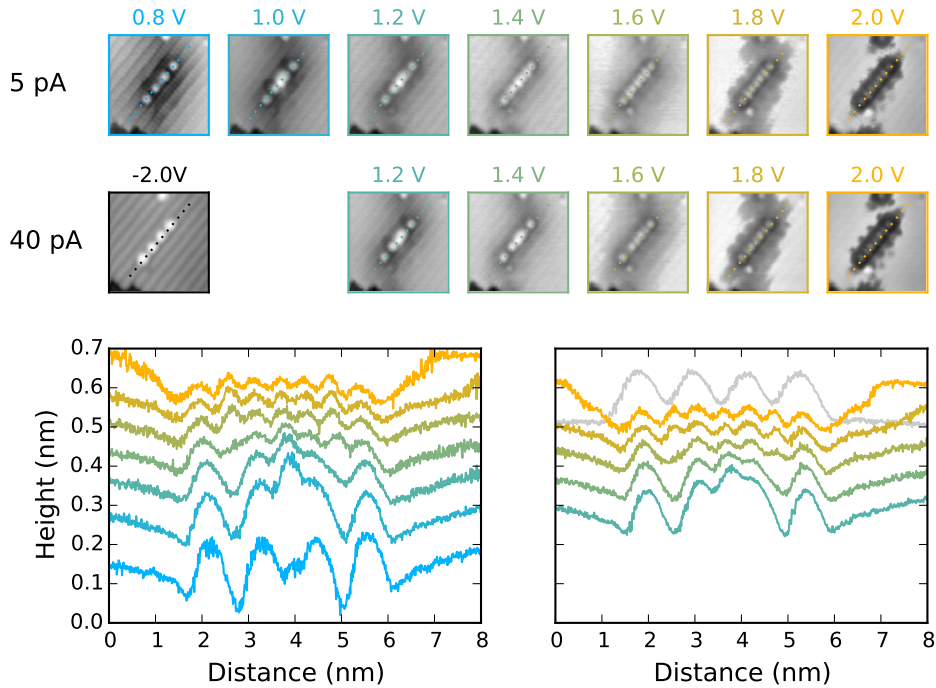 0.8 V 1.0 V 1.2 V 1.4 V 1.6 V 1.8 V 2.0 V
5 pA
-2.0V 1.2 V 1.4 V 1.6 V 1.8 V 2.0 V
40 pA
0.7
0.6
0.5
0.4
0.3
0.2
0.1
0.0
Height (nm)
0 1 2 3 4 5 6 7 8
Distance (nm)
0 1 2 3 4 5 6 7 8
Distance (nm)